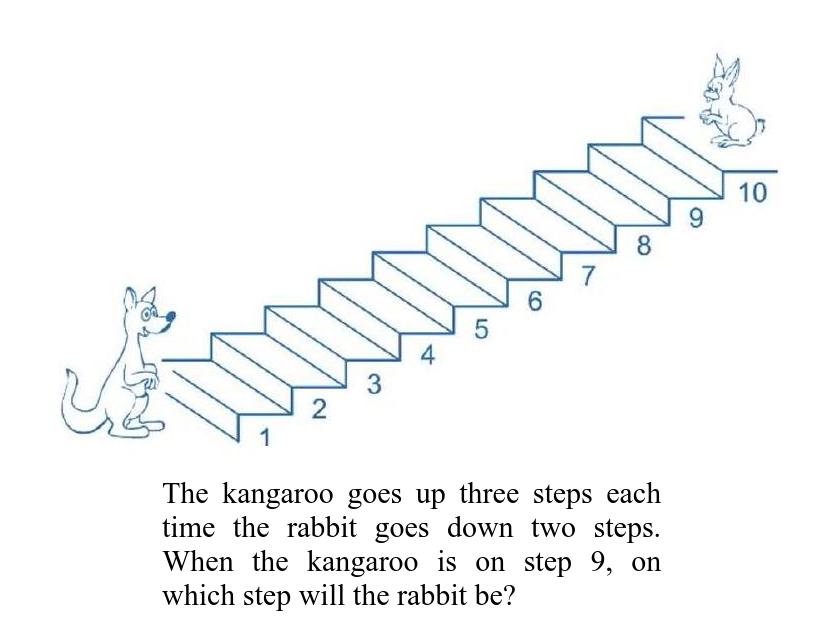 10
9
8
7
6
5
4
3
2
1
The kangaroo goes up three steps each
time the rabbit goes down two steps.
When the kangaroo is on step 9, on
which step will the rabbit be?